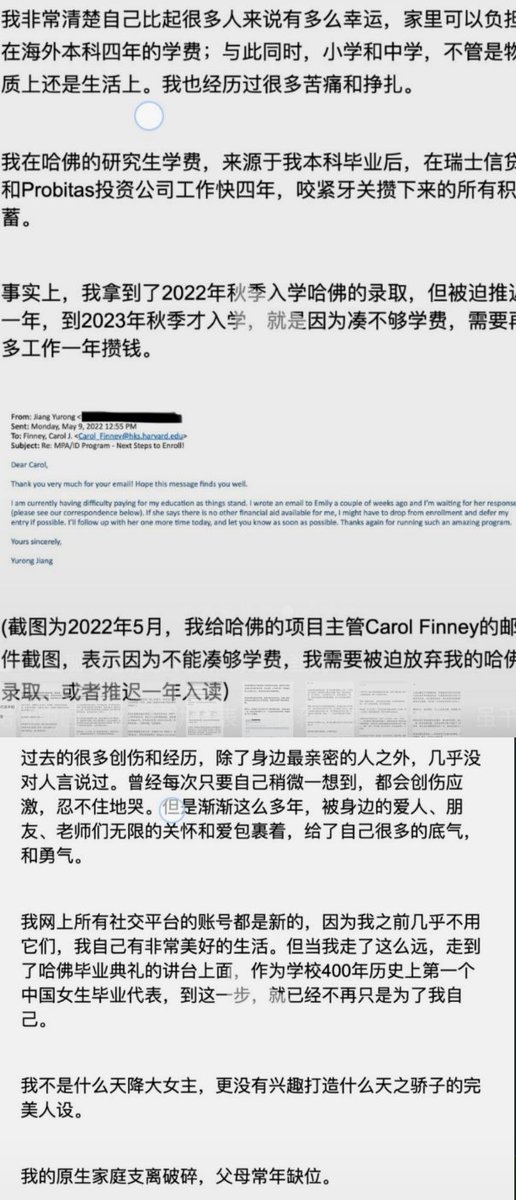 我非常清楚自己比起很多人来说有多么幸运，家里可以负担
在海外本科四年的学费；与此同时，小学和中学，不管是物
质上还是生活上。我也经历过很多苦痛和挣扎。
我在哈佛的研究生学费，来源于我本科毕业后，在瑞士信贷
和Probitas投资公司工作快四年，咬紧牙关攒下来的所有积
蓄。
事实上，我拿到了2022年秋季入学哈佛的录取，但被迫推迟
一年，到2023年秋季才入学，就是因为凑不够学费，需要再
多工作一年攒钱。
From: Jiang Yurong <
Sent: Monday, May 9, 2022 12:55 PM
To: Finney, Carol J. <Carol_Finney@hks.harvard.edu>
Subject: Re: MPA/ID Program - Next Steps to Enroll!
Dear Carol,
Thank you very much for your email! Hope this message finds you well.
I am currently having difficulty paying for my education as things stand. I wrote an email to Emily a couple of weeks ago and I'm waiting for her response
(please see our correspondence below). If she says there is no other financial aid available for me, I might have to drop from enrollment and defer my
entry if possible. I'll follow up with her one more time today, and let you know as soon as possible. Thanks again for running such an amazing program.
Yours sincerely,
Yurong Jiang
(截图为2022年5月，我给哈佛的项目主管Carol Finney的邮
件截图，表示因为不能凑够学费，我需要被迫放弃我的哈佛
录取、或者推迟一年入读)
过去的很多创伤和经历，除了身边最亲密的人之外，几乎没
对人言说过。曾经每次只要自己稍微一想到，都会创伤应
激，忍不住地哭。但是渐渐这么多年，被身边的爱人、朋
友、老师们无限的关怀和爱包裹着，给了自己很多的底气，
和勇气。
我网上所有社交平台的账号都是新的，因为我之前几乎不用
它们，我自己有非常美好的生活。但当我走了这么远，走到
了哈佛毕业典礼的讲台上面，作为学校400年历史上第一个
中国女生毕业代表，到这一步，就已经不再只是为了我自
己。
我不是什么天降大女主，更没有兴趣打造什么天之骄子的完
美人设。
我的原生家庭支离破碎，父母常年缺位。